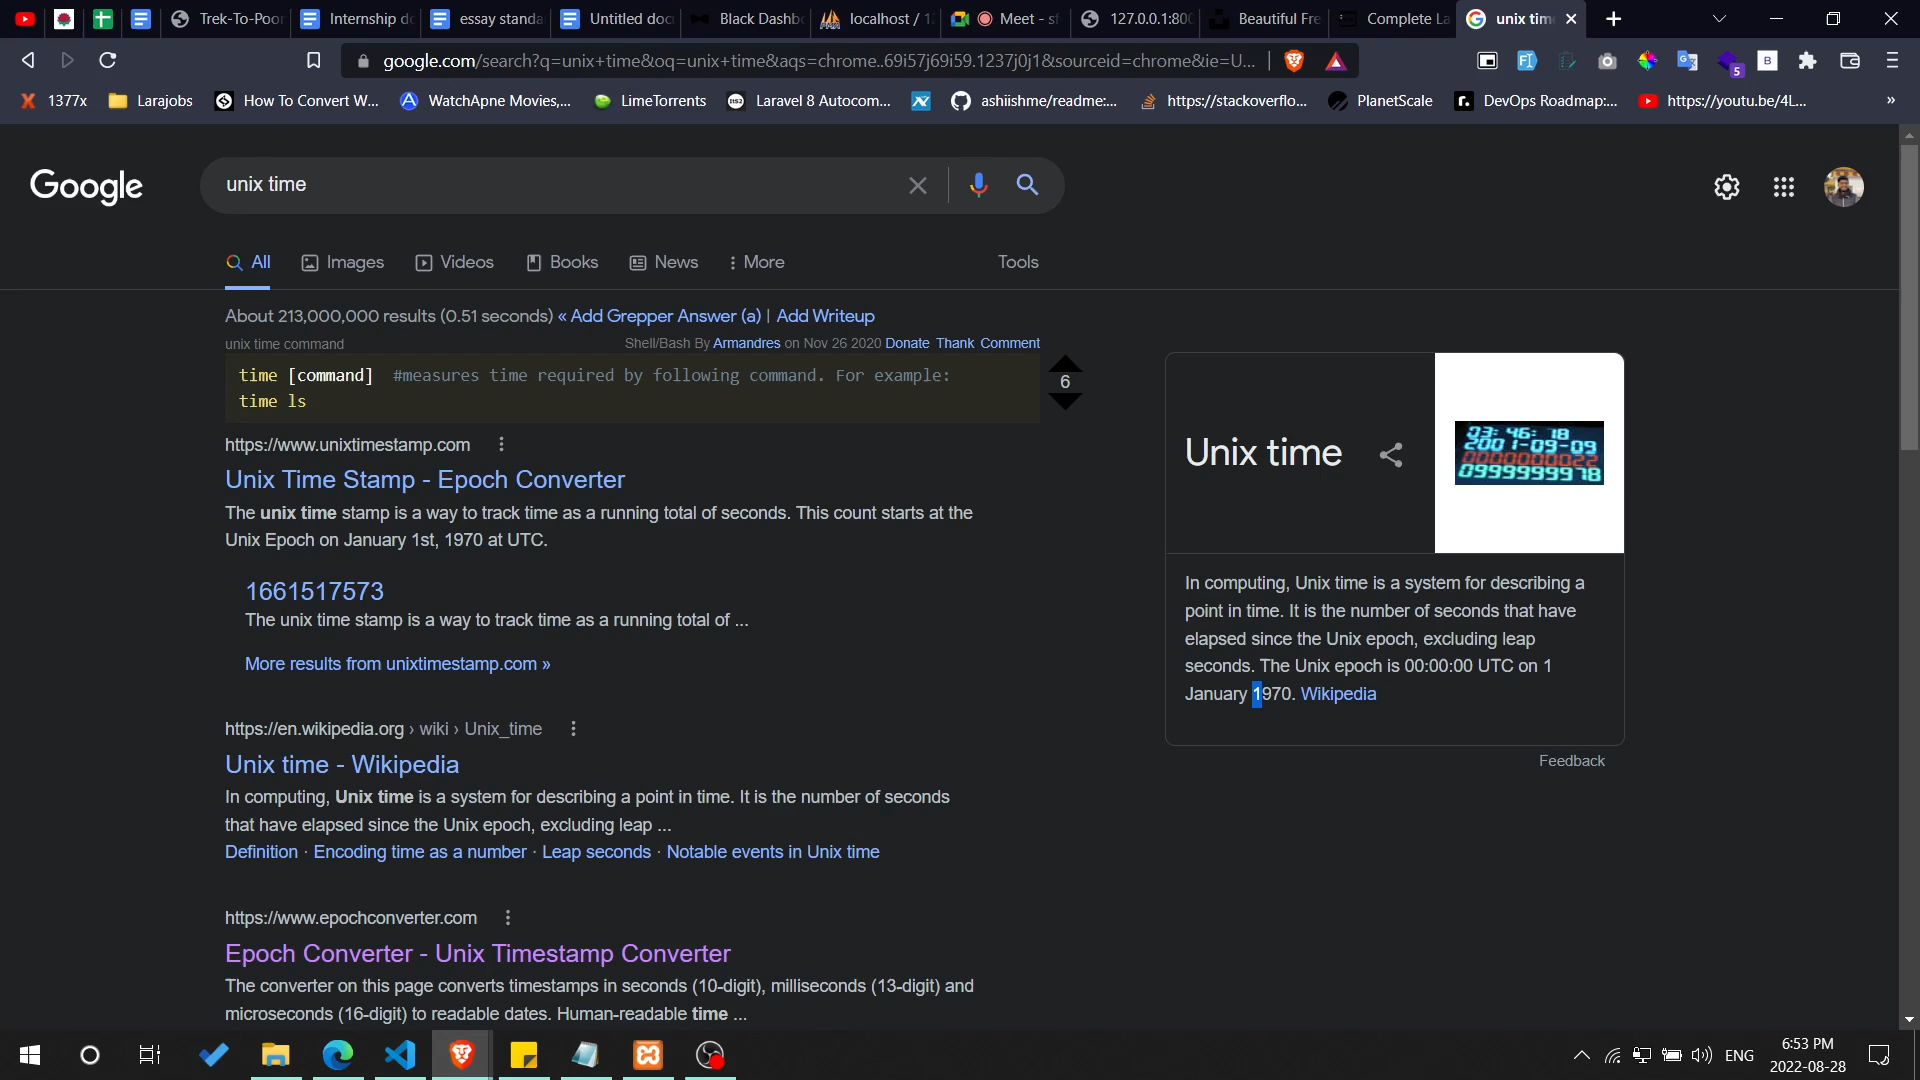 Trek-To-Poor
Internship do
essay standa
Untitled doc
Black Dashb
localhost / 12
Meet - sf
127.0.0.1:800
Beautiful Fre
Complete La
unix tim
google.com/search?q=unix+time&oq=unix+time&aqs=chrome..69i57j69i59.1237j0j1&sourceid=chrome&ie=U...
5
B
1377x
Larajobs
How To Convert W...
WatchApne Movies,...
LimeTorrents
Laravel 8 Autocom...
ashiishme/readme:...
https://stackoverflo...
PlanetScale
DevOps Roadmap:...
https://youtu.be/4L...
»
Google
unix time
All
Images
Videos
Books
News
More
Tools
About 213,000,000 results (0.51 seconds) « Add Grepper Answer (a) | Add Writeup
unix time command
Shell/Bash By Armandres on Nov 26 2020 Donate Thank Comment
time [command] #measures time required by following command. For example:
time ls
6
https://www.unixtimestamp.com
Unix Time Stamp - Epoch Converter
The unix time stamp is a way to track time as a running total of seconds. This count starts at the
Unix Epoch on January 1st, 1970 at UTC.
1661517573
The unix time stamp is a way to track time as a running total of ...
More results from unixtimestamp.com »
https://en.wikipedia.org › wiki › Unix_time
Unix time - Wikipedia
In computing, Unix time is a system for describing a point in time. It is the number of seconds
that have elapsed since the Unix epoch, excluding leap ...
Definition · Encoding time as a number · Leap seconds · Notable events in Unix time
https://www.epochconverter.com
Epoch Converter - Unix Timestamp Converter
The converter on this page converts timestamps in seconds (10-digit), milliseconds (13-digit) and
microseconds (16-digit) to readable dates. Human-readable time ...
Unix time
03: 46: 18
2001-09-09
0000000022
0999999978
In computing, Unix time is a system for describing a
point in time. It is the number of seconds that have
elapsed since the Unix epoch, excluding leap
seconds. The Unix epoch is 00:00:00 UTC on 1
January 1970. Wikipedia
Feedback
ENG
6:53 PM
2022-08-28